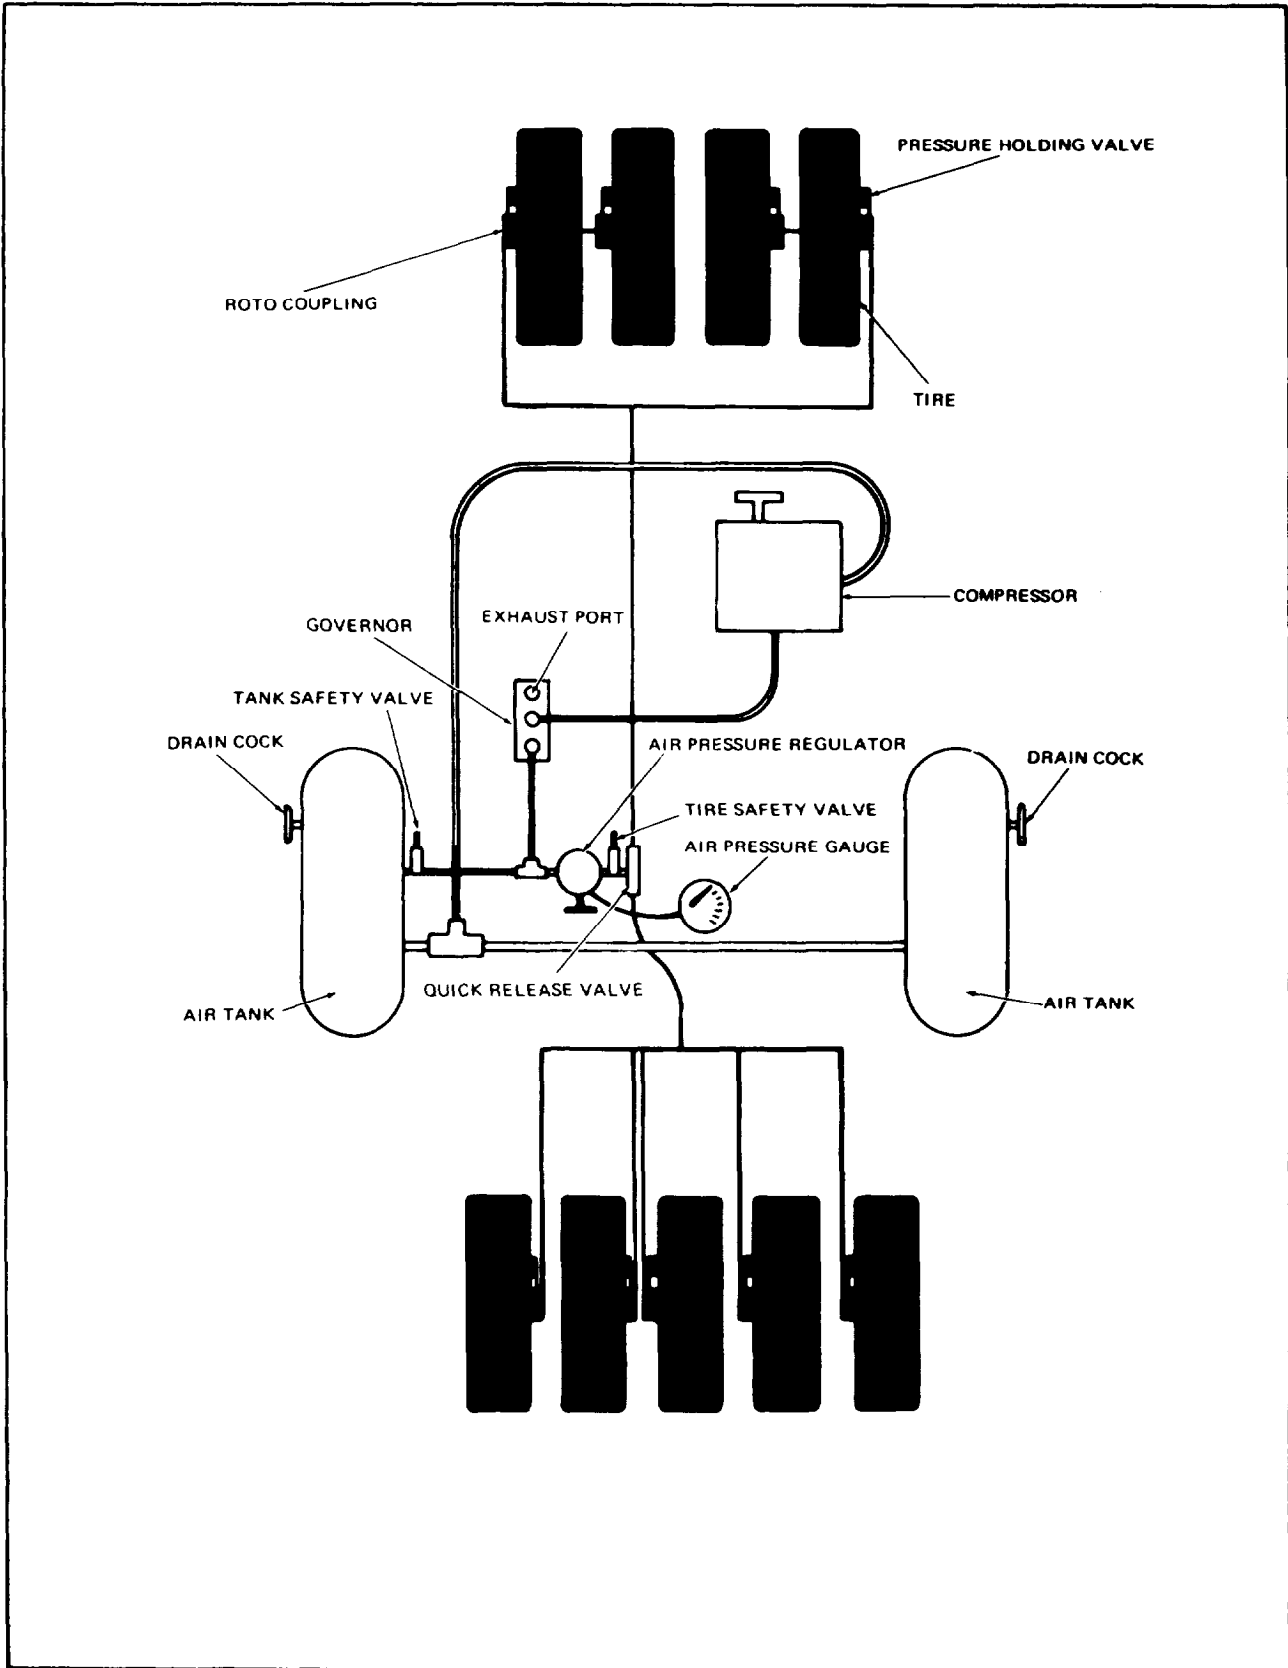 PRESSURE HOLDING VALVE
ROTO COUPLING
TIRE
COMPRESSOR
EXHAUST PORT
GOVERNOR
TANK SAFETY VALVE
DRAIN COCK
AIR PRESSURE REGULATOR
DRAIN COCK
TIRE SAFETY VALVE
AIR PRESSURE GAUGE
QUICK RELEASE VALVE
AIR TANK
AIR TANK